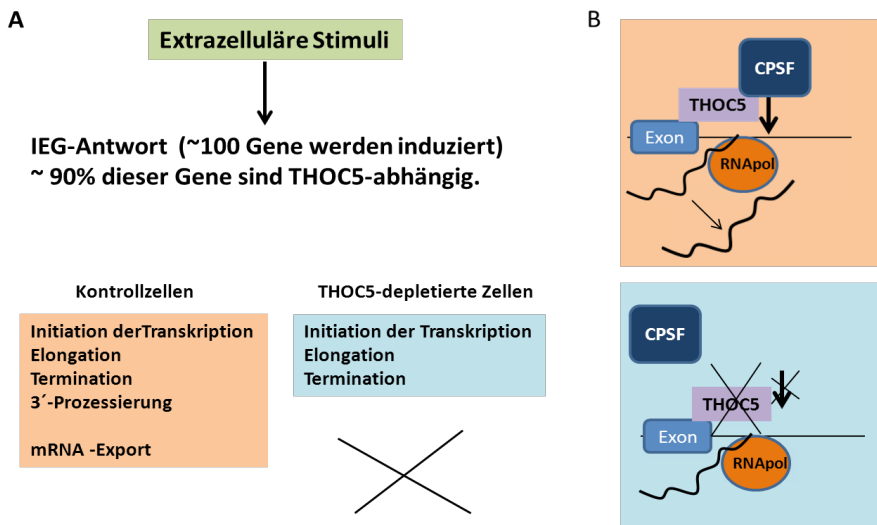 A
Extrazelluläre Stimuli
IEG-Antwort (~100 Gene werden induziert)
~ 90% dieser Gene sind THOC5-abhängig.
Kontrollzellen
Initiation derTranskription
Elongation
Termination
3´-Prozessierung
mRNA -Export
THOC5-depletierte Zellen
Initiation der Transkription
Elongation
Termination
B
CPSF
THOC5
Exon
RNApol
CPSF
THOC5
Exon
RNApol